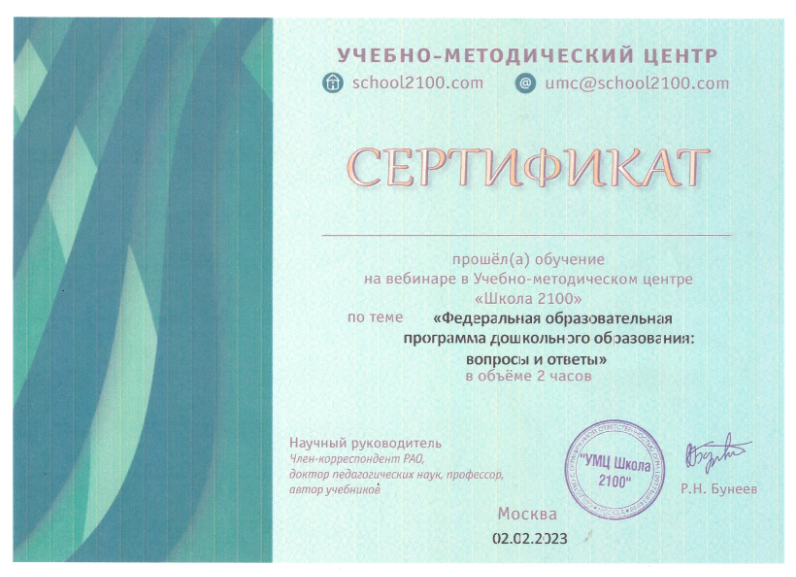 УЧЕБНО-МЕТОДИЧЕСКИЙ ЦЕНТР
school2100.com @ umc@school2100.com
СЕРТИФИКАТ
прошёл(а) обучение
на вебинаре в Учебно-методическом центре
«Школа 2100»
по теме «Федеральная образовательная
программа дошкольного образования:
вопросы и ответы»
в объёме 2 часов
Научный руководитель
Член-корреспондент РАО,
доктор педагогических наук, профессор,
автор учебников
"УМЦ Школа
2100"
Р.Н. Бунеев
Москва
02.02.2023